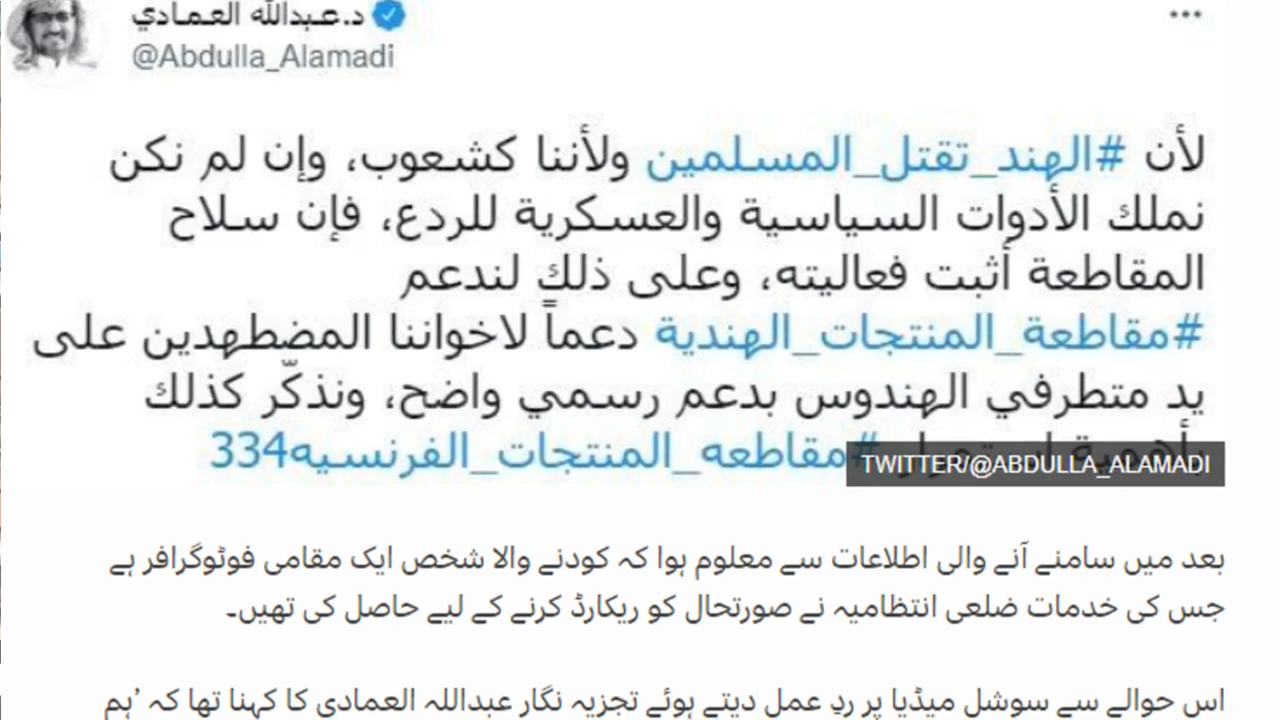 د.عبدالله العمادي
@Abdulla_Alamadi
لأن #الهند_تقتل_المسلمين ولأننا كشعوب، وإن لم نكن
نملك الأدوات السياسية والعسكرية للردع، فإن سلاح
المقاطعة أثبت فعاليته، وعلى ذلك لندعم
#مقاطعة_المنتجات_الهندية دعماً لاخواننا المضطهدين على
يد متطرفي الهندوس بدعم رسمي واضح، ونذكّر كذلك
#مقاطعه_المنتجات_الفرنسيه334
TWITTER/@ABDULLA_ALAMADI
بعد میں سامنے آنے والی اطلاعات سے معلوم ہوا کہ کودنے والا شخص ایک مقامی فوٹوگرافر ہے
جس کی خدمات ضلعی انتظامیہ نے صورتحال کو ریکارڈ کرنے کے لیے حاصل کی تھیں۔
اس حوالے سے سوشل میڈیا پر ردِ عمل دیتے ہوئے تجزیہ نگار عبداللہ العمادی کا کہنا تھا کہ ’ہم